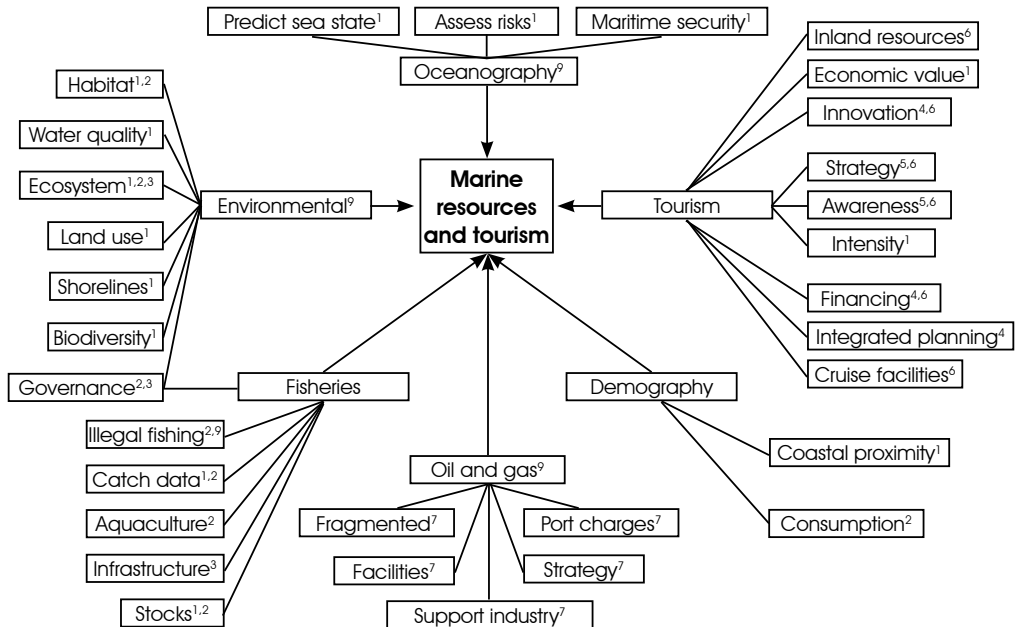 Predict sea state¹
Assess risks¹
Maritime security¹
Oceanography⁹
Habitat¹,²
Water quality¹
Ecosystem¹,²,³
Land use¹
Shorelines¹
Biodiversity¹
Governance²,³
Environmental⁹
Marine
resources
and tourism
Tourism
Inland resources⁶
Economic value¹
Innovation⁴,⁶
Strategy⁵,⁶
Awareness⁵,⁶
Intensity¹
Financing⁴,⁶
Integrated planning⁴
Cruise facilities⁶
Fisheries
Illegal fishing²,⁹
Catch data¹,²
Aquaculture²
Infrastructure³
Stocks¹,²
Oil and gas⁹
Fragmented⁷
Port charges⁷
Facilities⁷
Strategy⁷
Support industry⁷
Demography
Coastal proximity¹
Consumption²